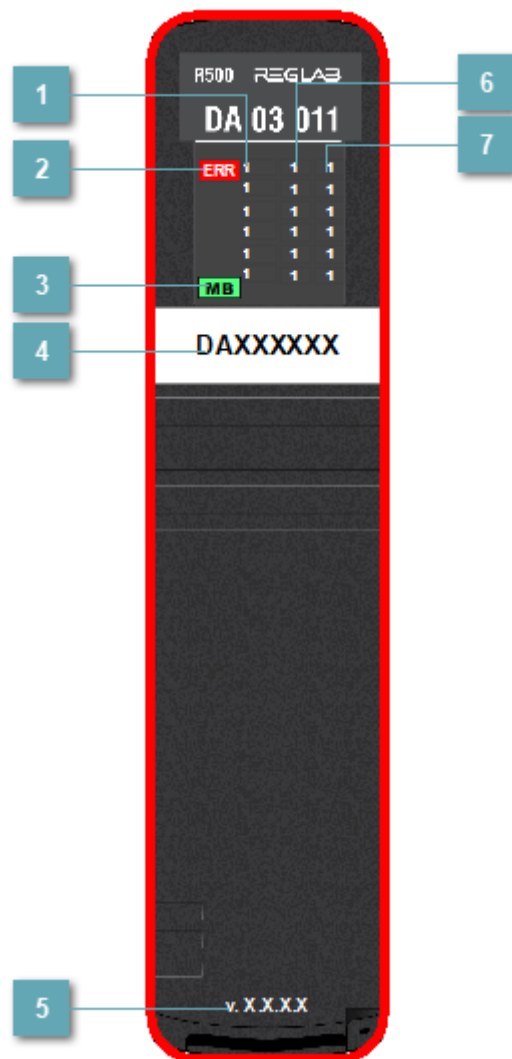 R500 REGLAB
DA 03 011
1
6
7
2
ERR 1 1 1
1 1 1
1 1 1
1 1 1
1 1 1
1 1 1
3
MB
4
DAXXXXXX
5
v. X.X.X.X